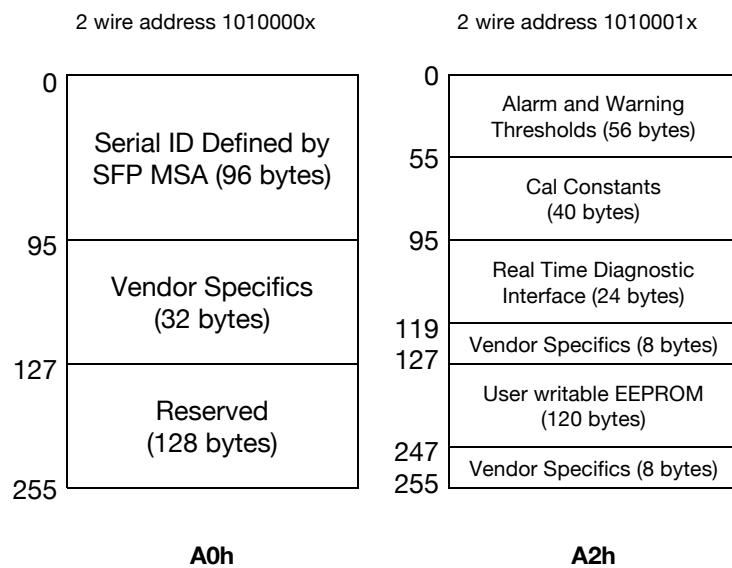 2 wire address 1010000x
0
Serial ID Defined by
SFP MSA (96 bytes)
95
Vendor Specifics
(32 bytes)
127
Reserved
(128 bytes)
255
A0h
2 wire address 1010001x
0
Alarm and Warning
Thresholds (56 bytes)
55
Cal Constants
(40 bytes)
95
Real Time Diagnostic
Interface (24 bytes)
119
Vendor Specifics (8 bytes)
127
User writable EEPROM
(120 bytes)
247
Vendor Specifics (8 bytes)
255
A2h